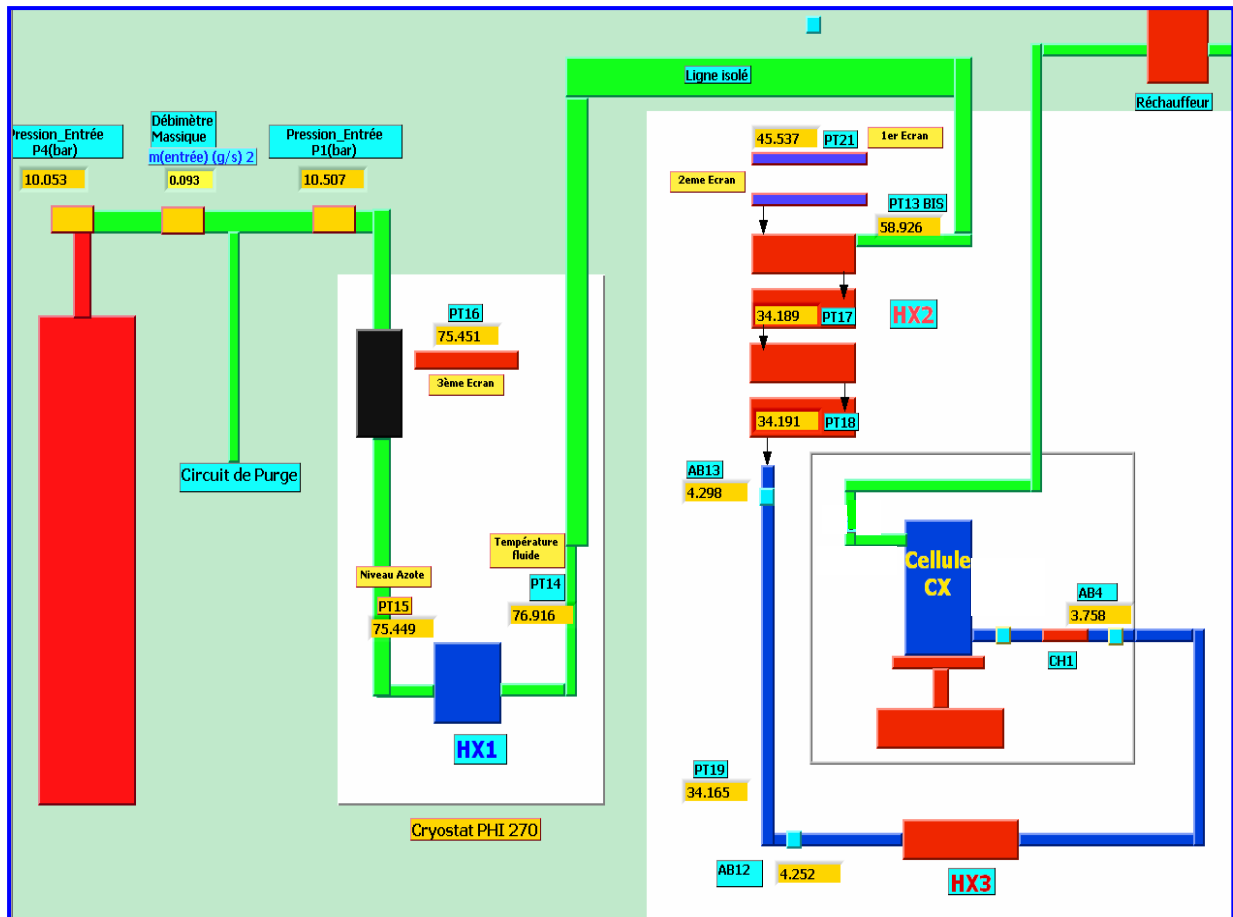 Ligne isolé
Réchauffeur
Pression_Entrée
P4(bar)
10.053
Débimètre
Massique
m(entrée) (g/s) 2
0.093
Pression_Entrée
P1(bar)
10.507
45.537
PT21
1er Ecran
2eme Ecran
PT13 BIS
58.926
PT16
75.451
3ème Ecran
34.189
PT17
HX2
34.191
PT18
Circuit de Purge
AB13
4.298
Température
fluide
PT14
76.916
Niveau Azote
PT15
75.449
Cellule
CX
AB4
3.758
CH1
HX1
PT19
34.165
Cryostat PHI 270
AB12
4.252
HX3